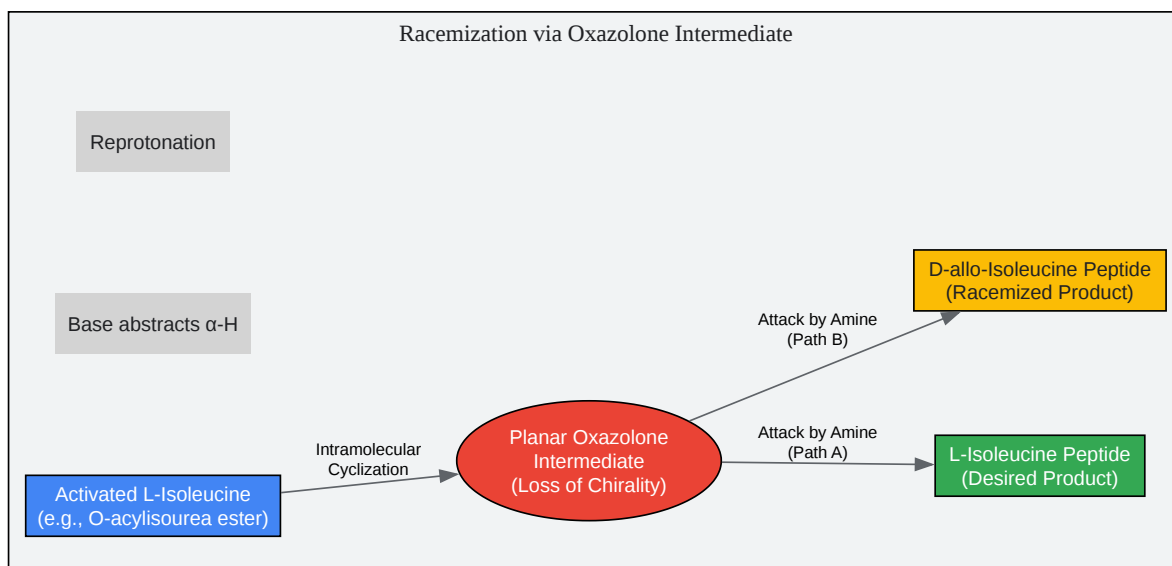 Racemization via Oxazolone Intermediate
Reprotonation
Base abstracts α-H
D-allo-Isoleucine Peptide
(Racemized Product)
Attack by Amine
(Path B)
Intramolecular
Cyclization
Planar Oxazolone
Intermediate
(Loss of Chirality)
Attack by Amine
(Path A)
L-Isoleucine Peptide
(Desired Product)
Activated L-Isoleucine
(e.g., O-acylisourea ester)